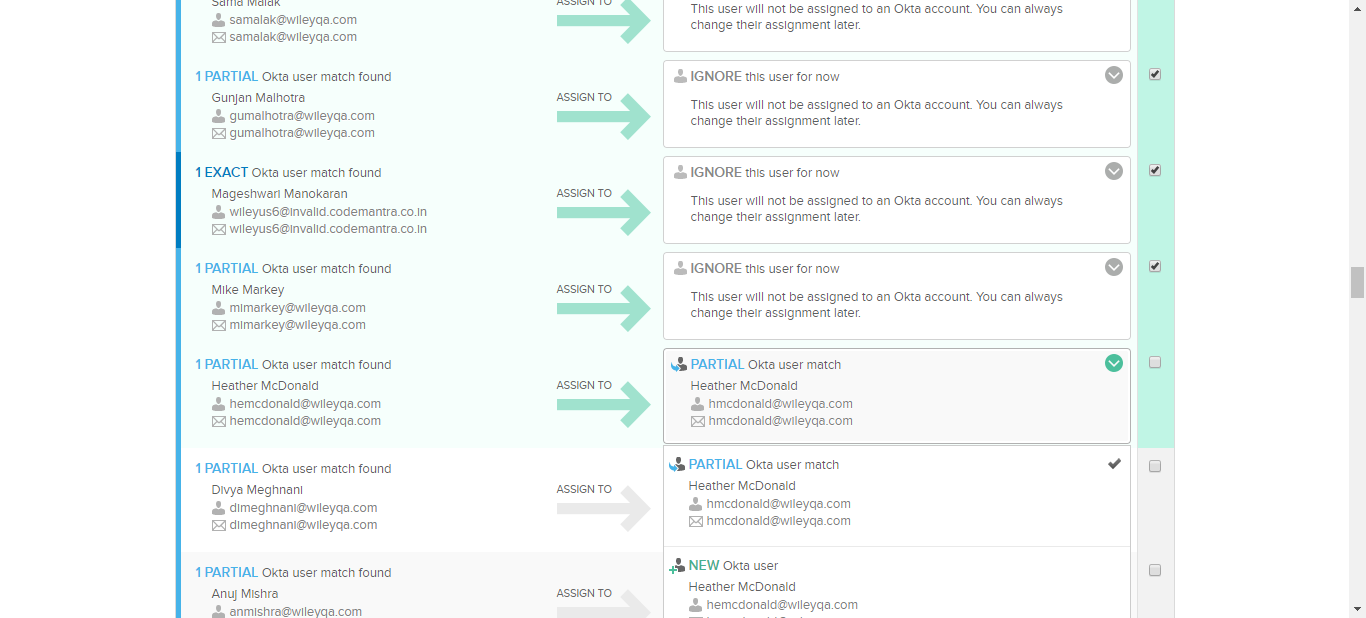 Sama Malak
samalak@wileyqa.com
samalak@wileyqa.com
ASSIGN TO
This user will not be assigned to an Okta account. You can always
change their assignment later.
1 PARTIAL Okta user match found
Gunjan Malhotra
gumalhotra@wileyqa.com
gumalhotra@wileyqa.com
ASSIGN TO
IGNORE this user for now
This user will not be assigned to an Okta account. You can always
change their assignment later.
1 EXACT Okta user match found
Mageshwari Manokaran
wileyus6@invalid.codemantra.co.in
wileyus6@invalid.codemantra.co.in
ASSIGN TO
IGNORE this user for now
This user will not be assigned to an Okta account. You can always
change their assignment later.
1 PARTIAL Okta user match found
Mike Markey
mimarkey@wileyqa.com
mimarkey@wileyqa.com
ASSIGN TO
IGNORE this user for now
This user will not be assigned to an Okta account. You can always
change their assignment later.
1 PARTIAL Okta user match found
Heather McDonald
hemcdonald@wileyqa.com
hemcdonald@wileyqa.com
ASSIGN TO
PARTIAL Okta user match
Heather McDonald
hmcdonald@wileyqa.com
hmcdonald@wileyqa.com
1 PARTIAL Okta user match found
Divya Meghnani
dimeghnani@wileyqa.com
dimeghnani@wileyqa.com
ASSIGN TO
PARTIAL Okta user match
Heather McDonald
hmcdonald@wileyqa.com
hmcdonald@wileyqa.com
1 PARTIAL Okta user match found
Anuj Mishra
anmishra@wileyqa.com
ASSIGN TO
NEW Okta user
Heather McDonald
hemcdonald@wileyqa.com